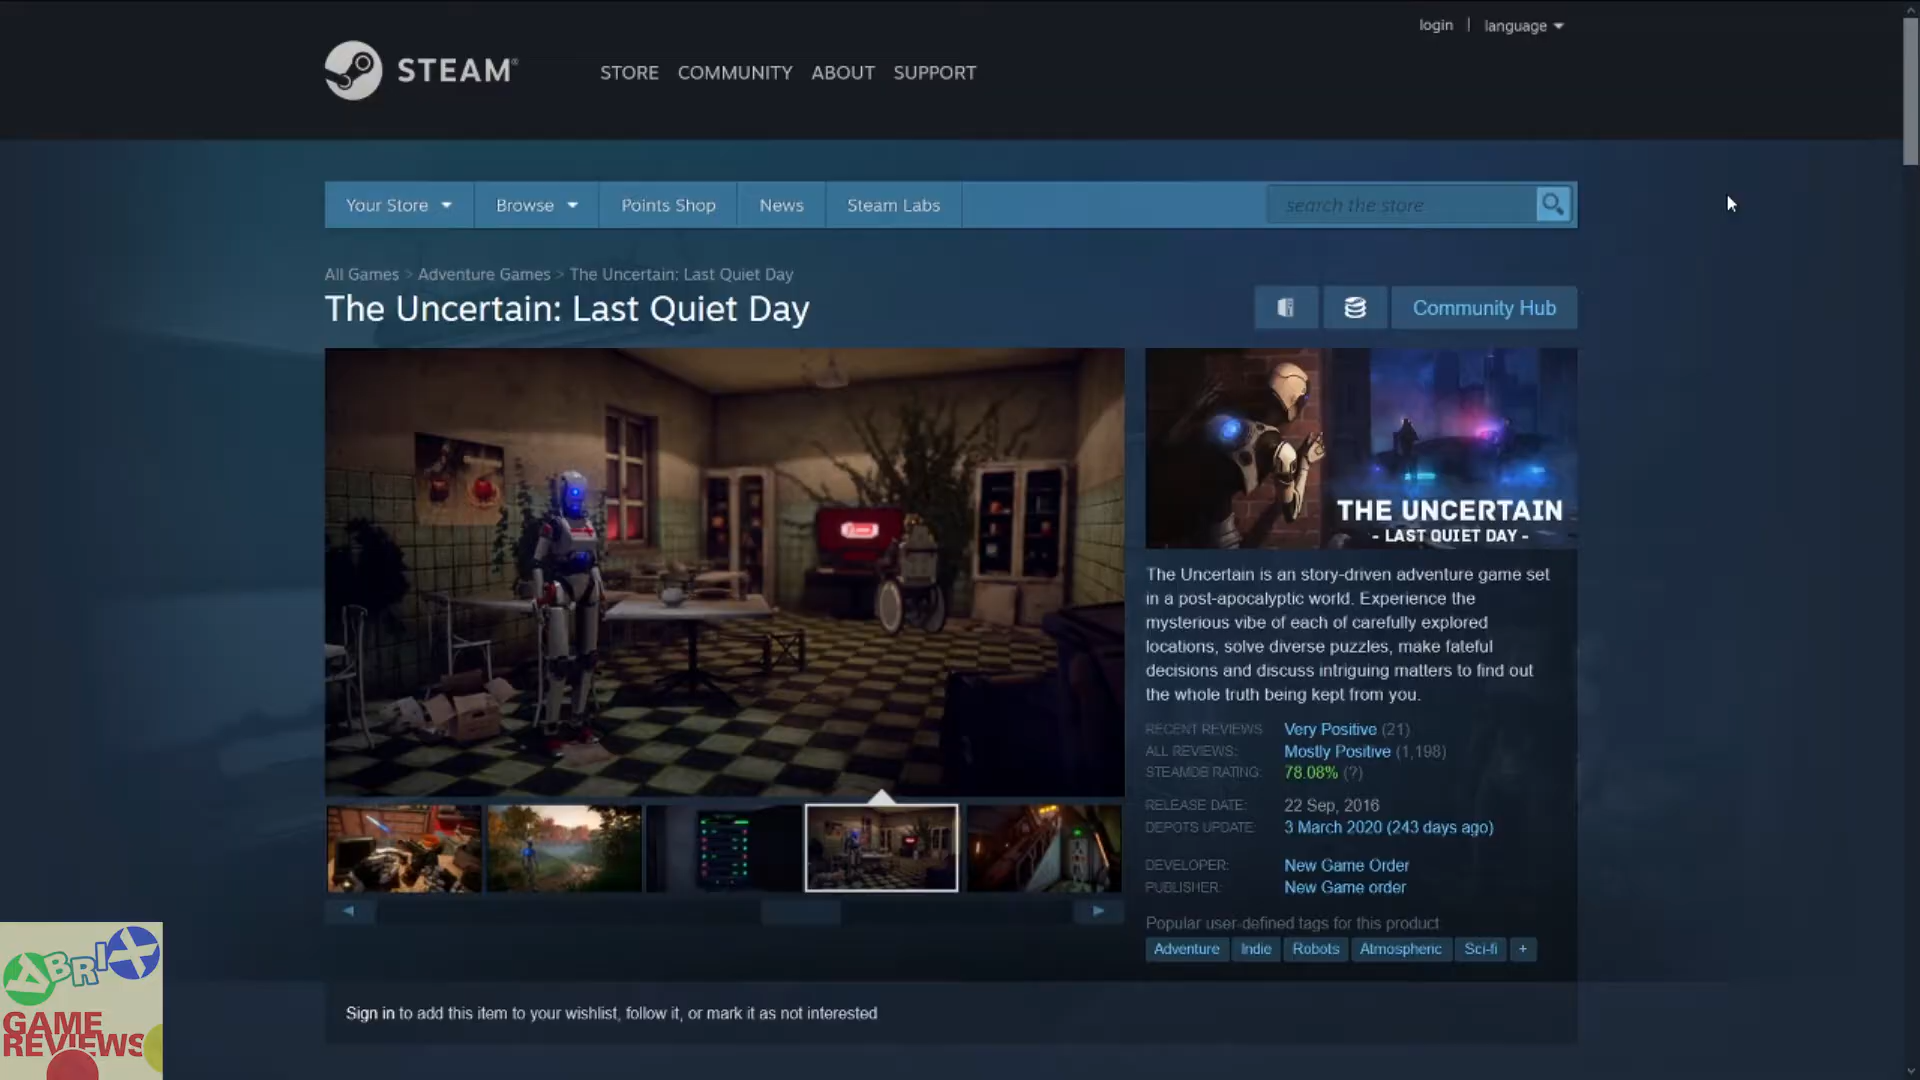 login | language
STEAM®
STORE COMMUNITY ABOUT SUPPORT
Your Store Browse Points Shop News Steam Labs search the store
All Games > Adventure Games > The Uncertain: Last Quiet Day
The Uncertain: Last Quiet Day
Community Hub
THE UNCERTAIN
- LAST QUIET DAY -
The Uncertain is an story-driven adventure game set
in a post-apocalyptic world. Experience the
mysterious vibe of each of carefully explored
locations, solve diverse puzzles, make fateful
decisions and discuss intriguing matters to find out
the whole truth being kept from you.
RECENT REVIEWS: Very Positive (21)
ALL REVIEWS: Mostly Positive (1,198)
STEAMDB RATING: 78.08% (?)
RELEASE DATE: 22 Sep, 2016
DEPOTS UPDATE: 3 March 2020 (243 days ago)
DEVELOPER: New Game Order
PUBLISHER: New Game order
Popular user-defined tags for this product:
Adventure Indie Robots Atmospheric Sci-fi +
Sign in to add this item to your wishlist, follow it, or mark it as not interested
ABRIX
GAME
REVIEWS